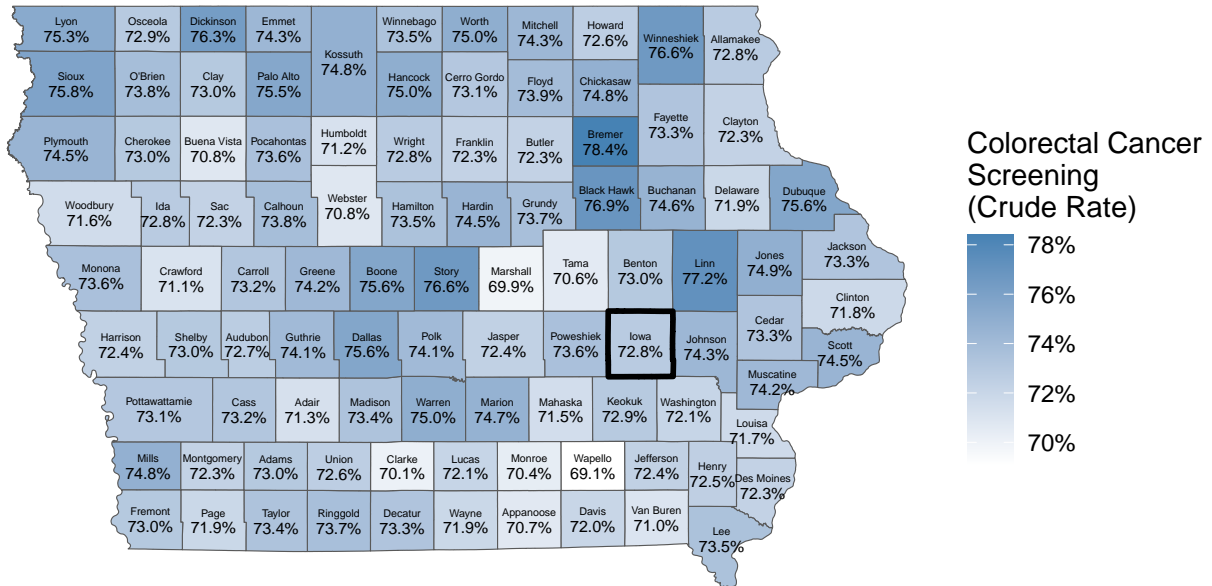 Lyon
75.3%
Osceola
72.9%
Dickinson
76.3%
Emmet
74.3%
Kossuth
74.8%
Winnebago
73.5%
Worth
75.0%
Mitchell
74.3%
Howard
72.6%
Winneshiek
76.6%
Allamakee
72.8%
Sioux
75.8%
O'Brien
73.8%
Clay
73.0%
Palo Alto
75.5%
Hancock
75.0%
Cerro Gordo
73.1%
Floyd
73.9%
Chickasaw
74.8%
Fayette
73.3%
Clayton
72.3%
Plymouth
74.5%
Cherokee
73.0%
Buena Vista
70.8%
Pocahontas
73.6%
Humboldt
71.2%
Wright
72.8%
Franklin
72.3%
Butler
72.3%
Bremer
78.4%
Woodbury
71.6%
Ida
72.8%
Sac
72.3%
Calhoun
73.8%
Webster
70.8%
Hamilton
73.5%
Hardin
74.5%
Grundy
73.7%
Black Hawk
76.9%
Buchanan
74.6%
Delaware
71.9%
Dubuque
75.6%
Monona
73.6%
Crawford
71.1%
Carroll
73.2%
Greene
74.2%
Boone
75.6%
Story
76.6%
Marshall
69.9%
Tama
70.6%
Benton
73.0%
Linn
77.2%
Jones
74.9%
Jackson
73.3%
Clinton
71.8%
Harrison
72.4%
Shelby
73.0%
Audubon
72.7%
Guthrie
74.1%
Dallas
75.6%
Polk
74.1%
Jasper
72.4%
Poweshiek
73.6%
Iowa
72.8%
Johnson
74.3%
Cedar
73.3%
Scott
74.5%
Muscatine
74.2%
Pottawattamie
73.1%
Cass
73.2%
Adair
71.3%
Madison
73.4%
Warren
75.0%
Marion
74.7%
Mahaska
71.5%
Keokuk
72.9%
Washington
72.1%
Louisa
71.7%
Mills
74.8%
Montgomery
72.3%
Adams
73.0%
Union
72.6%
Clarke
70.1%
Lucas
72.1%
Monroe
70.4%
Wapello
69.1%
Jefferson
72.4%
Henry
72.5%
Des Moines
72.3%
Fremont
73.0%
Page
71.9%
Taylor
73.4%
Ringgold
73.7%
Decatur
73.3%
Wayne
71.9%
Appanoose
70.7%
Davis
72.0%
Van Buren
71.0%
Lee
73.5%
Colorectal Cancer
Screening
(Crude Rate)
78%
76%
74%
72%
70%